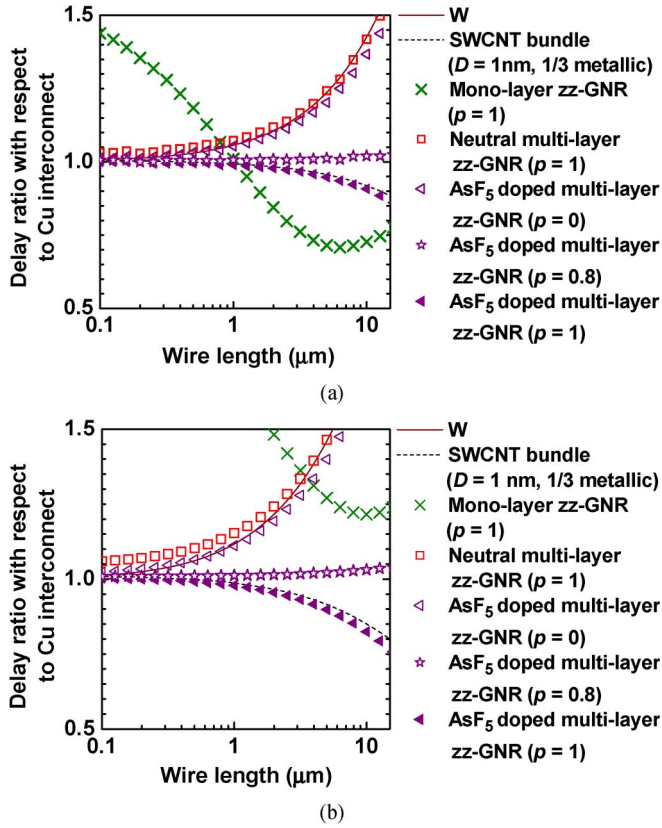 (a)
1.5
1.0
0.5
0.1
1
10
Delay ratio with respect
to Cu interconnect
Wire length (μm)
W
SWCNT bundle
(D = 1nm, 1/3 metallic)
Mono-layer zz-GNR
(p = 1)
Neutral multi-layer
zz-GNR (p = 1)
AsF5 doped multi-layer
zz-GNR (p = 0)
AsF5 doped multi-layer
zz-GNR (p = 0.8)
AsF5 doped multi-layer
zz-GNR (p = 1)
(a)
1.5
1.0
0.5
0.1
1
10
Delay ratio with respect
to Cu interconnect
Wire length (μm)
W
SWCNT bundle
(D = 1 nm, 1/3 metallic)
Mono-layer zz-GNR
(p = 1)
Neutral multi-layer
zz-GNR (p = 1)
AsF5 doped multi-layer
zz-GNR (p = 0)
AsF5 doped multi-layer
zz-GNR (p = 0.8)
AsF5 doped multi-layer
zz-GNR (p = 1)
(b)